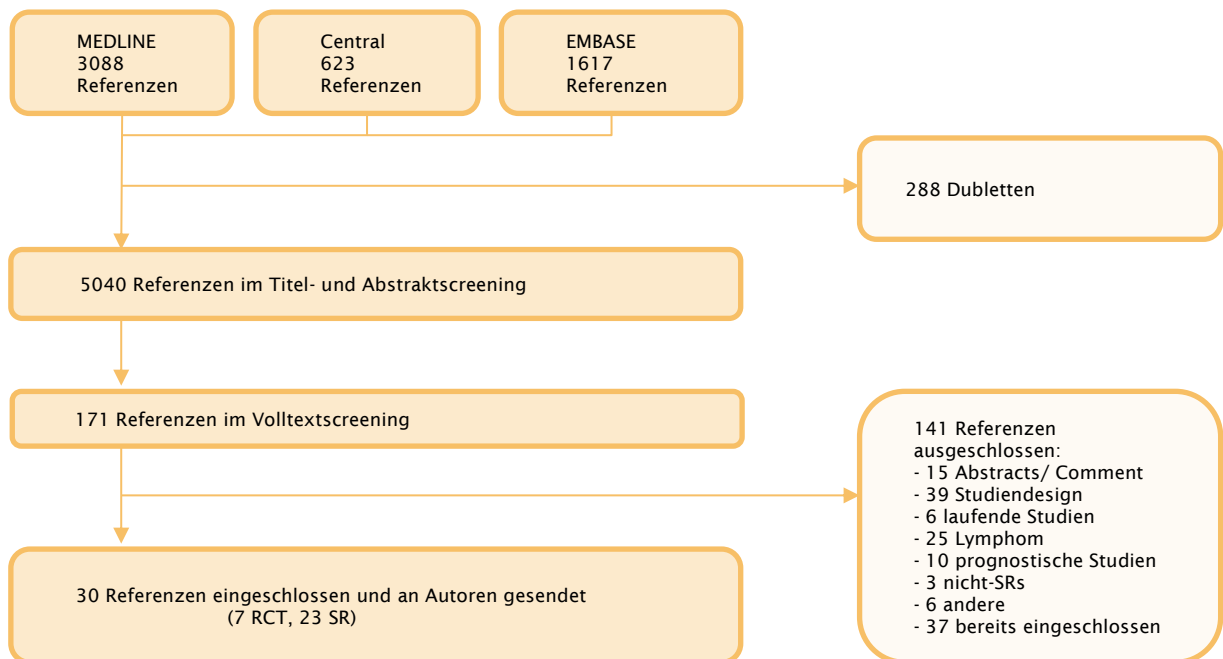 MEDLINE
3088
Referenzen
Central
623
Referenzen
EMBASE
1617
Referenzen
288 Dubletten
5040 Referenzen im Titel- und Abstraktscreening
171 Referenzen im Volltextscreening
141 Referenzen
ausgeschlossen:
- 15 Abstracts/ Comment
- 39 Studiendesign
- 6 laufende Studien
- 25 Lymphom
- 10 prognostische Studien
- 3 nicht-SRs
- 6 andere
- 37 bereits eingeschlossen
30 Referenzen eingeschlossen und an Autoren gesendet
(7 RCT, 23 SR)